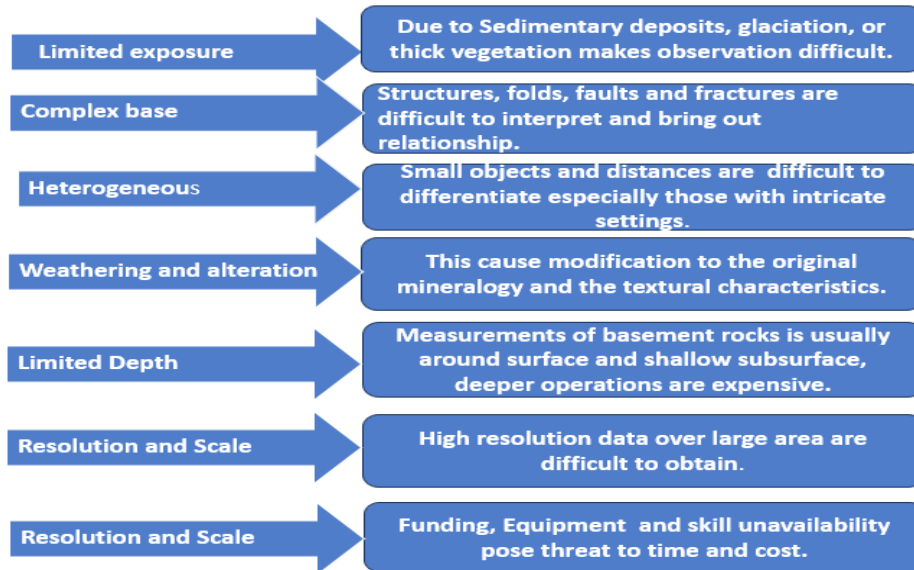 Limited exposure
Due to Sedimentary deposits, glaciation, or
thick vegetation makes observation difficult.
Complex base
Structures, folds, faults and fractures are
difficult to interpret and bring out
relationship.
Heterogeneous
Small objects and distances are difficult to
differentiate especially those with intricate
settings.
Weathering and alteration
This cause modification to the original
mineralogy and the textural characteristics.
Limited Depth
Measurements of basement rocks is usually
around surface and shallow subsurface,
deeper operations are expensive.
Resolution and Scale
High resolution data over large area are
difficult to obtain.
Resolution and Scale
Funding, Equipment and skill unavailability
pose threat to time and cost.